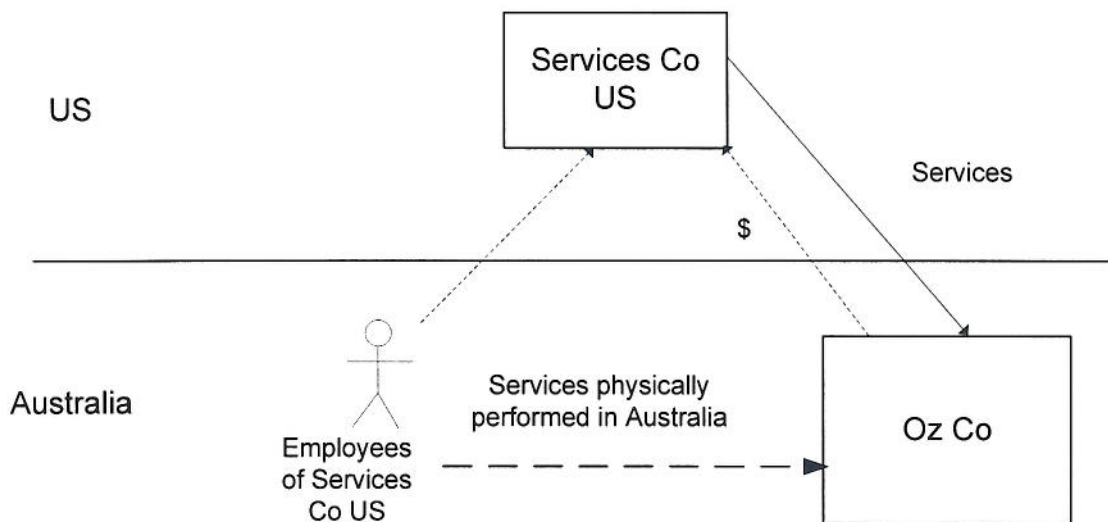 Services Co
US
US
Services
$
Australia
Services physically
performed in Australia
Oz Co
Employees
of Services
Co US